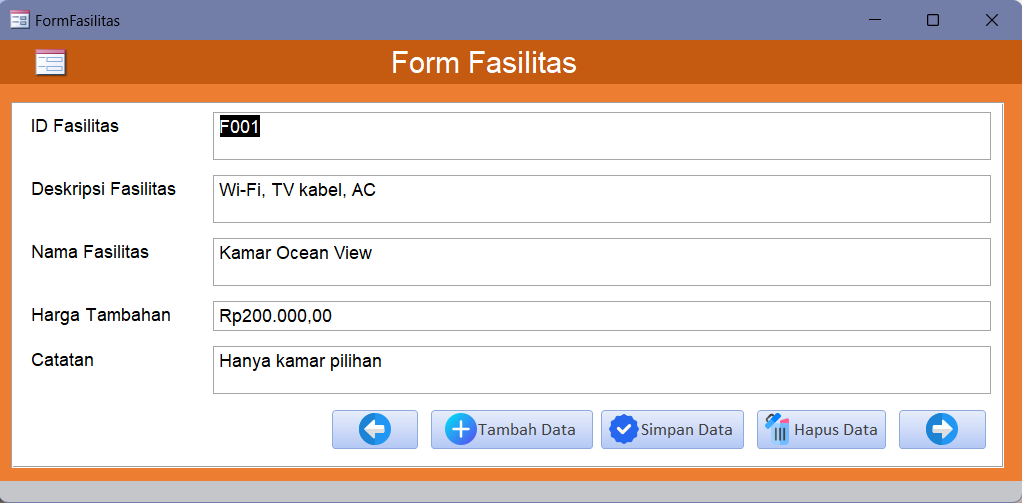 FormFasilitas
Form Fasilitas
ID Fasilitas F001
Deskripsi Fasilitas Wi-Fi, TV kabel, AC
Nama Fasilitas Kamar Ocean View
Harga Tambahan Rp200.000,00
Catatan Hanya kamar pilihan
Tambah Data Simpan Data Hapus Data